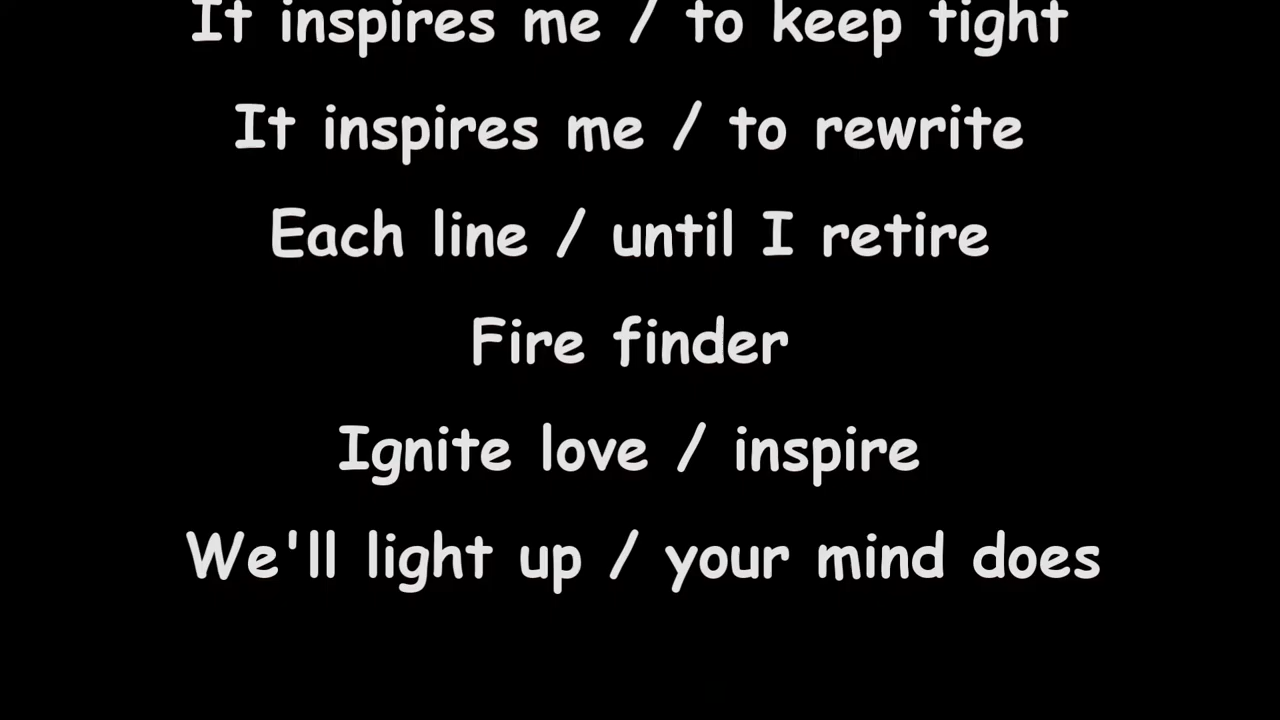 It inspires me / to keep tight
It inspires me / to rewrite
Each line / until I retire
Fire finder
Ignite love / inspire
We'll light up / your mind does